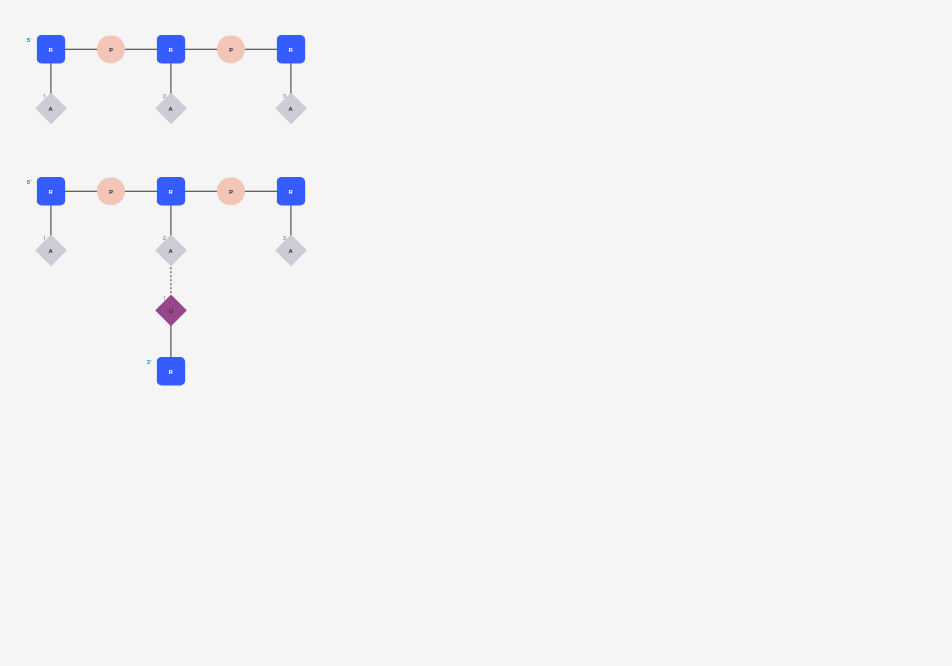 5' R P R P R
1 2 3
A A A
5' R P R P R
1 2 3
A A A
1
U
3' R